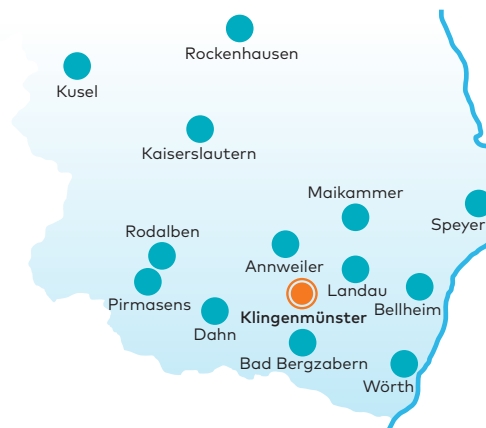 Rockenhausen
Kusel
Kaiserslautern
Maikammer
Speyer
Rodalben
Annweiler
Landau
Pirmasens
Bellheim
Klingenmünster
Dahn
Bad Bergzabern
Wörth